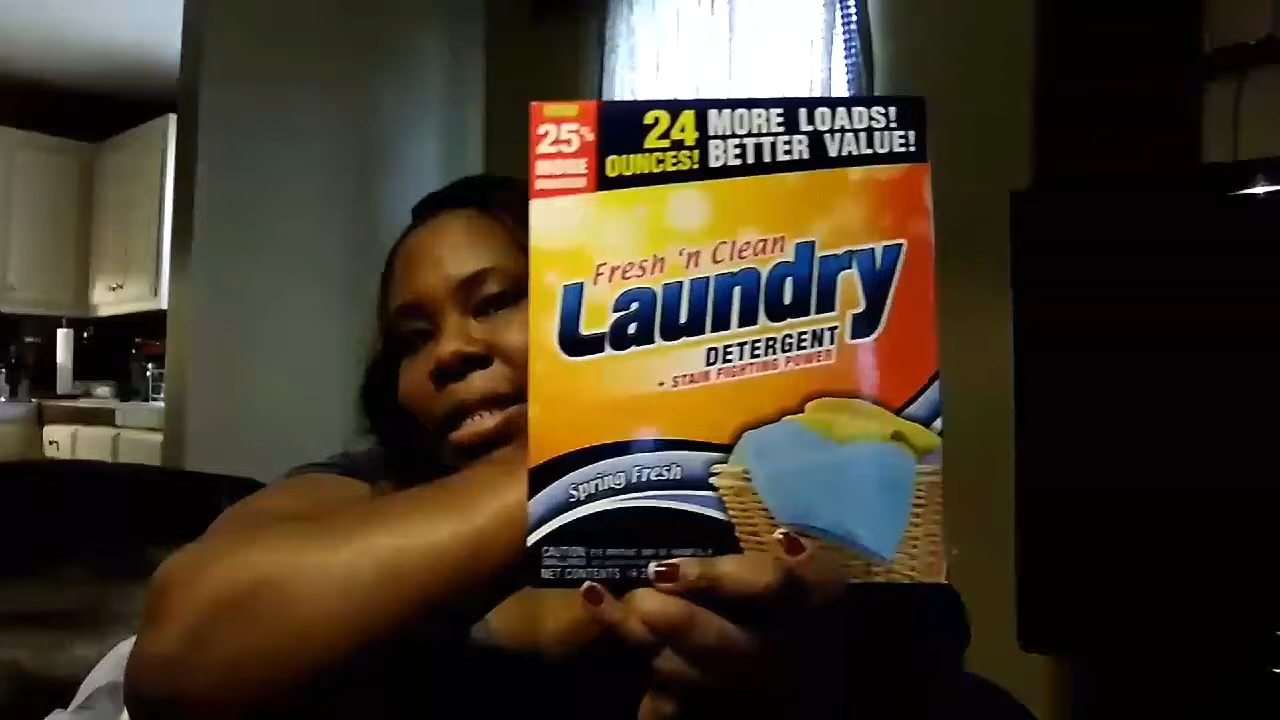 25% MORE
24 OUNCES!
MORE LOADS!
BETTER VALUE!
Fresh 'n Clean
Laundry
DETERGENT
+ STAIN FIGHTING POWER
Spring Fresh
CAUTION
NET CONTENTS